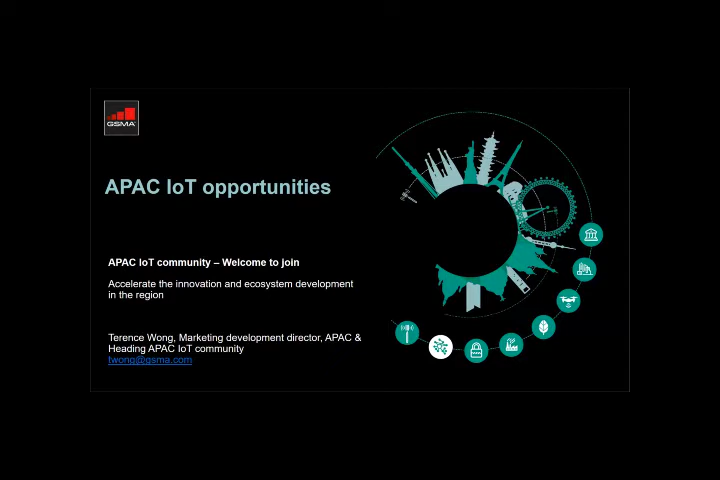 GSMA
APAC IoT opportunities
APAC IoT community – Welcome to join
Accelerate the innovation and ecosystem development
in the region
Terence Wong, Marketing development director, APAC &
Heading APAC IoT community
twong@gsma.com